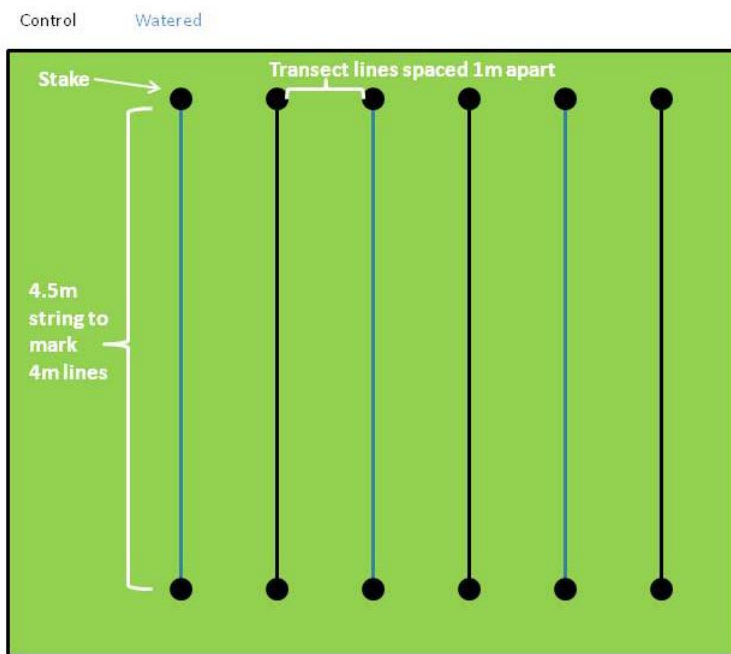 Control Watered
Transect lines spaced 1m apart
Stake
4.5m
string to
mark
4m lines